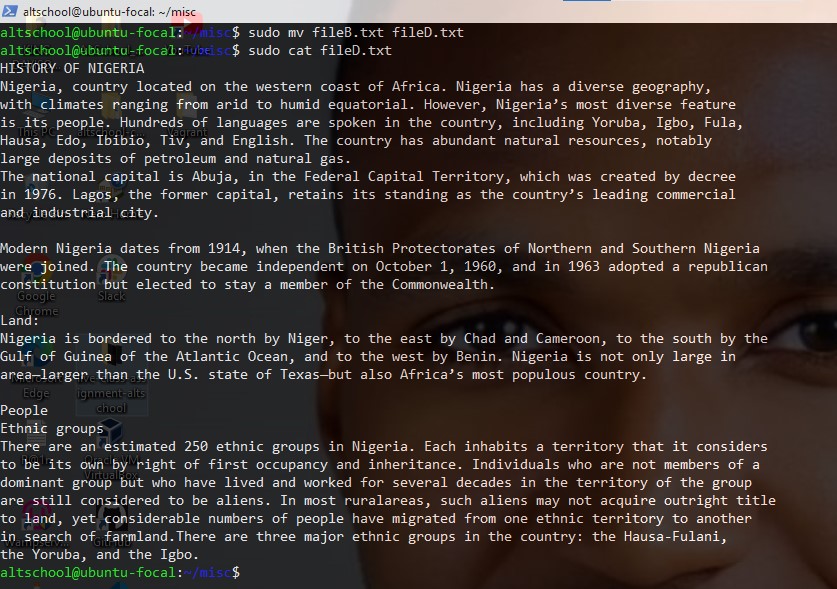 altschool@ubuntu-focal: ~/misc
altschool@ubuntu-focal:~/misc$ sudo mv fileB.txt fileD.txt
altschool@ubuntu-focal:~/misc$ sudo cat fileD.txt
HISTORY OF NIGERIA
Nigeria, country located on the western coast of Africa. Nigeria has a diverse geography,
with climates ranging from arid to humid equatorial. However, Nigeria’s most diverse feature
is its people. Hundreds of languages are spoken in the country, including Yoruba, Igbo, Fula,
Hausa, Edo, Ibibio, Tiv, and English. The country has abundant natural resources, notably
large deposits of petroleum and natural gas.
The national capital is Abuja, in the Federal Capital Territory, which was created by decree
in 1976. Lagos, the former capital, retains its standing as the country’s leading commercial
and industrial city.
Modern Nigeria dates from 1914, when the British Protectorates of Northern and Southern Nigeria
were joined. The country became independent on October 1, 1960, and in 1963 adopted a republican
constitution but elected to stay a member of the Commonwealth.
Land:
Nigeria is bordered to the north by Niger, to the east by Chad and Cameroon, to the south by the
Gulf of Guinea of the Atlantic Ocean, and to the west by Benin. Nigeria is not only large in
area—larger than the U.S. state of Texas—but also Africa’s most populous country.
People
Ethnic groups
There are an estimated 250 ethnic groups in Nigeria. Each inhabits a territory that it considers
to be its own by right of first occupancy and inheritance. Individuals who are not members of a
dominant group but who have lived and worked for several decades in the territory of the group
are still considered to be aliens. In most ruralareas, such aliens may not acquire outright title
to land, yet considerable numbers of people have migrated from one ethnic territory to another
in search of farmland.There are three major ethnic groups in the country: the Hausa-Fulani,
the Yoruba, and the Igbo.
altschool@ubuntu-focal:~/misc$
This PC
Vagrant
Google
Chrome
Slack
Edge
VirtualBox
GitHub